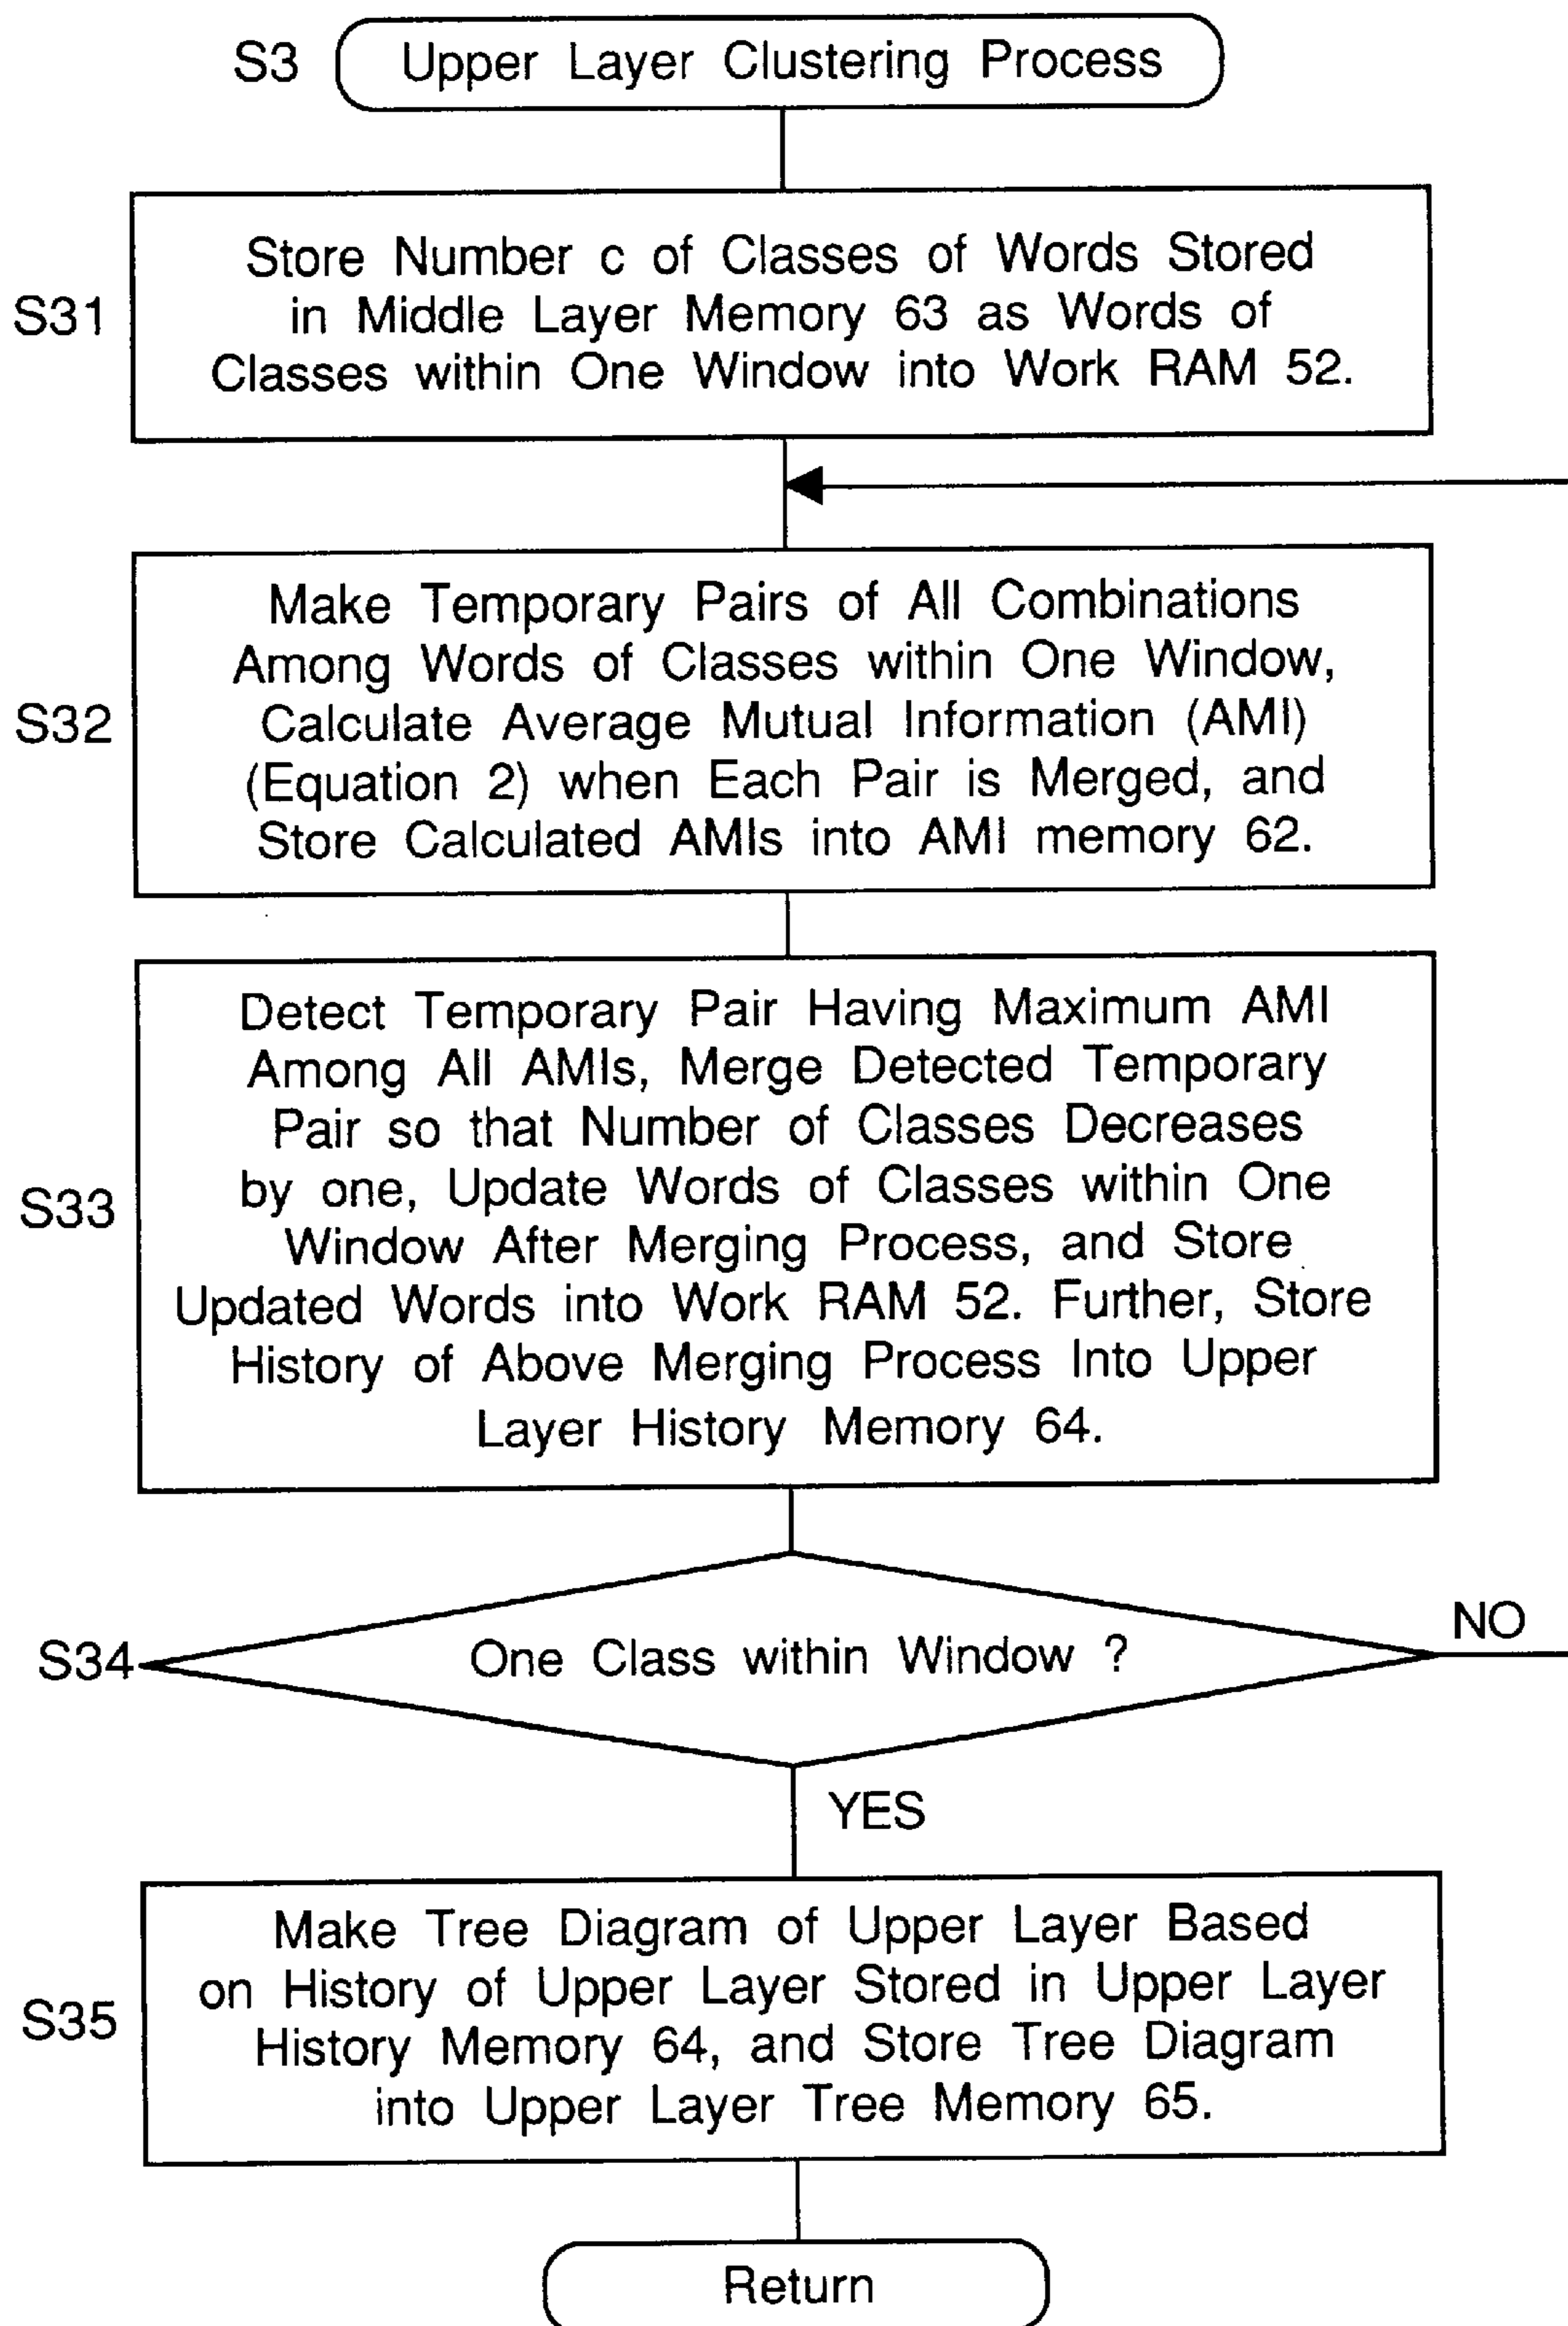 S3 Upper Layer Clustering Process
Store Number c of Classes of Words Stored
S31 in Middle Layer Memory 63 as Words of
Classes within One Window into Work RAM 52.
Make Temporary Pairs of All Combinations
Among Words of Classes within One Window,
S32 Calculate Average Mutual Information (AMI)
(Equation 2) when Each Pair is Merged, and
Store Calculated AMIs into AMI memory 62.
Detect Temporary Pair Having Maximum AMI
Among All AMIs, Merge Detected Temporary
Pair so that Number of Classes Decreases
S33 by one, Update Words of Classes within One
Window After Merging Process, and Store
Updated Words into Work RAM 52. Further, Store
History of Above Merging Process Into Upper
Layer History Memory 64.
NO
S34 One Class within Window ?
YES
Make Tree Diagram of Upper Layer Based
on History of Upper Layer Stored in Upper Layer
S35 History Memory 64, and Store Tree Diagram
into Upper Layer Tree Memory 65.
Return